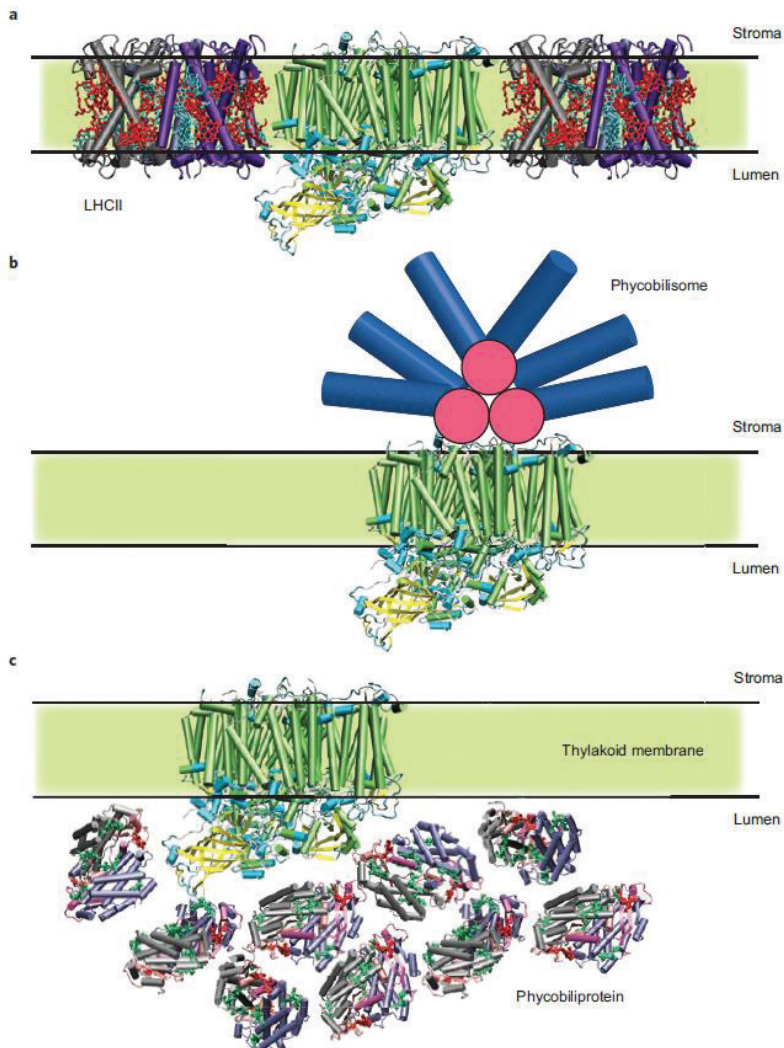 a
Stroma
Lumen
LHCII
b
Phycobilisome
Stroma
Lumen
c
Stroma
Thylakoid membrane
Lumen
Phycobiliprotein